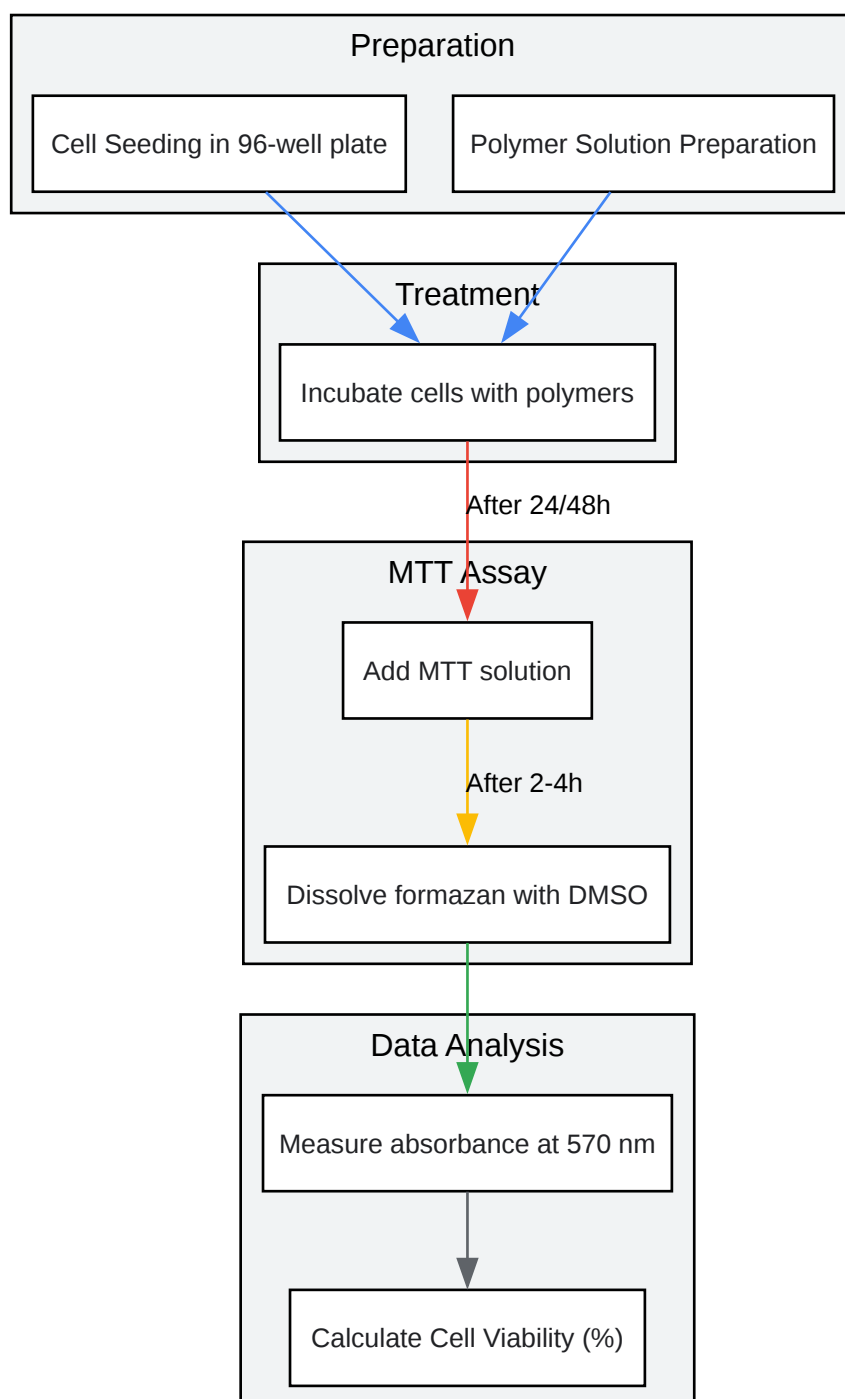 Preparation
Cell Seeding in 96-well plate
Polymer Solution Preparation
Treatment
Incubate cells with polymers
After 24/48h
MTT Assay
Add MTT solution
After 2-4h
Dissolve formazan with DMSO
Data Analysis
Measure absorbance at 570 nm
Calculate Cell Viability (%)